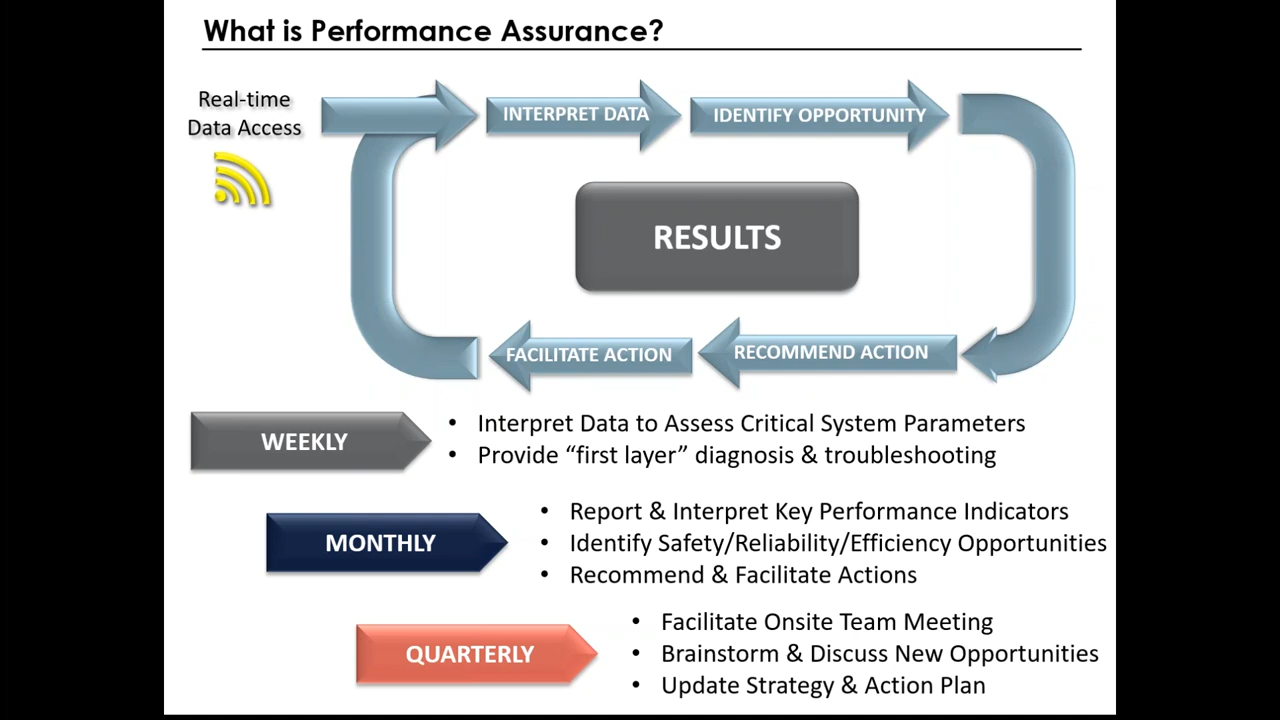 What is Performance Assurance?
Real-time
Data Access
INTERPRET DATA
IDENTIFY OPPORTUNITY
RESULTS
FACILITATE ACTION
RECOMMEND ACTION
WEEKLY
• Interpret Data to Assess Critical System Parameters
• Provide “first layer” diagnosis & troubleshooting
MONTHLY
• Report & Interpret Key Performance Indicators
• Identify Safety/Reliability/Efficiency Opportunities
• Recommend & Facilitate Actions
QUARTERLY
• Facilitate Onsite Team Meeting
• Brainstorm & Discuss New Opportunities
• Update Strategy & Action Plan